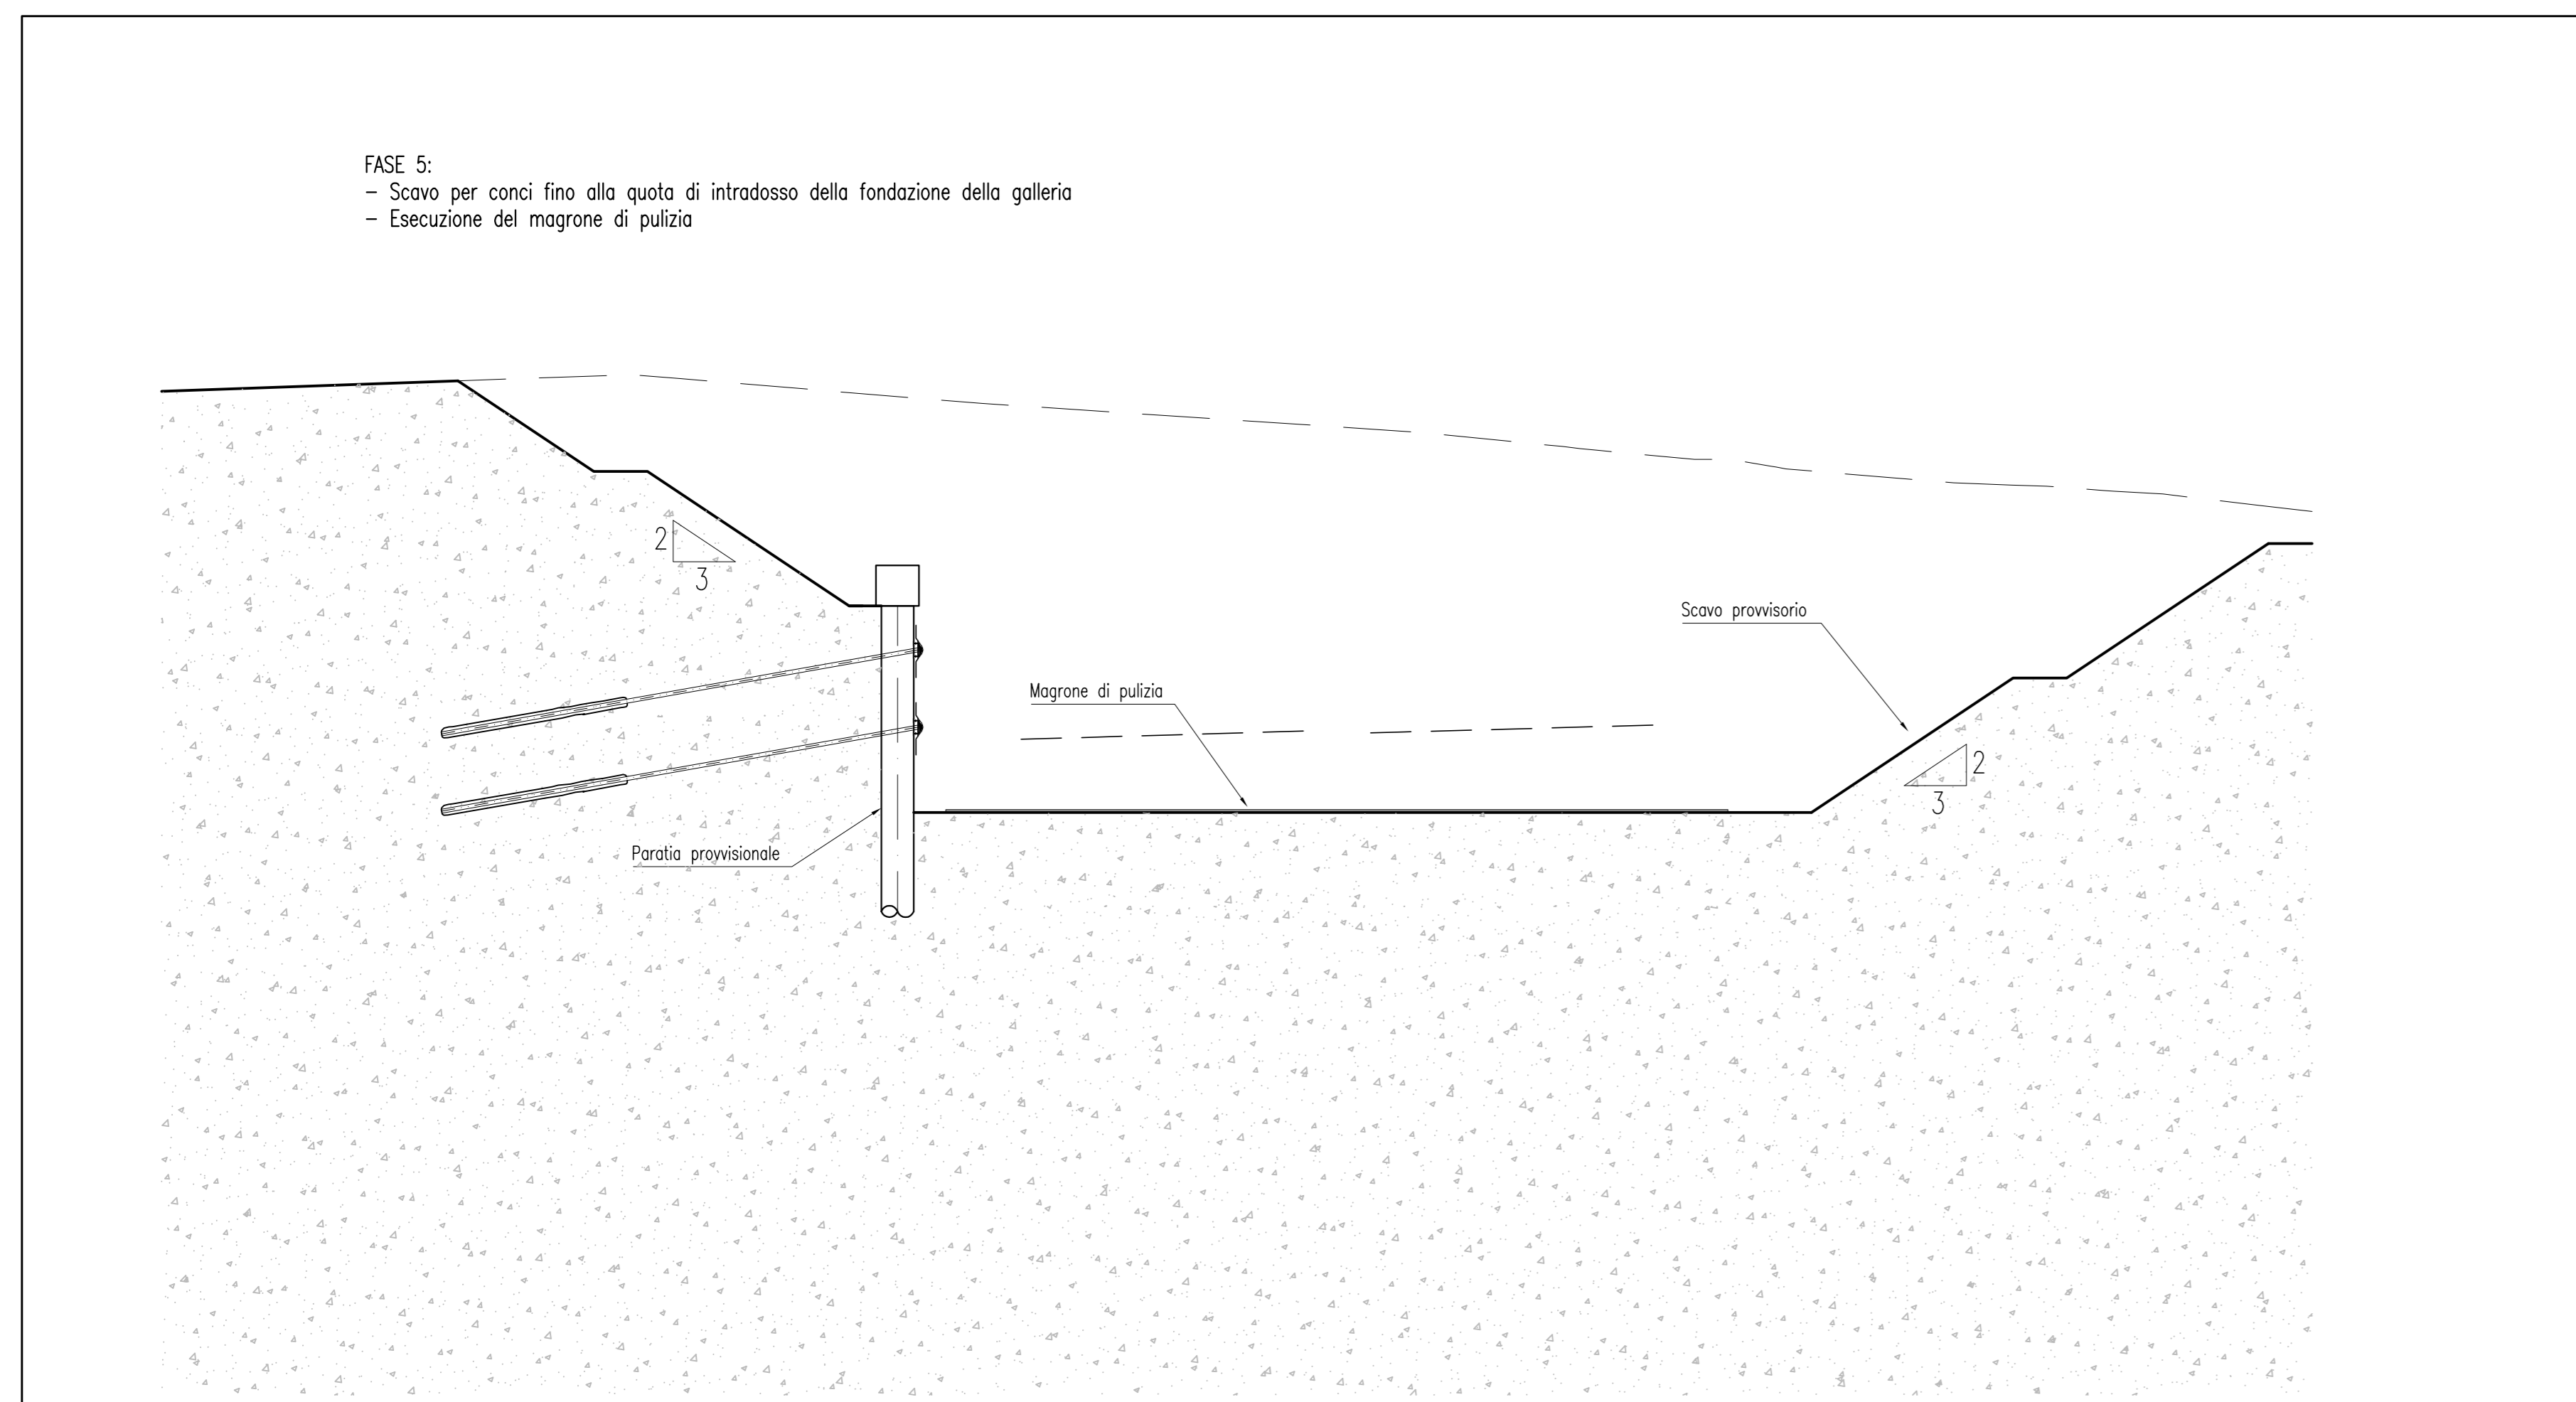 FASE 5:
- Scavo per conci fino alla quota di intradosso della fondazione della galleria
- Esecuzione del magrone di pulizia
2
3
Scavo provvisorio
Magrone di pulizia
2
3
Paratia provvisionale